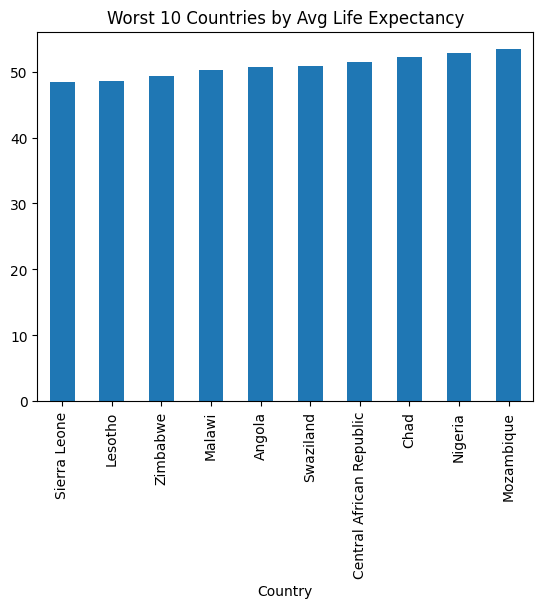 Worst 10 Countries by Avg Life Expectancy
50
40
30
20
10
0
Sierra Leone
Lesotho
Zimbabwe
Malawi
Angola
Swaziland
Central African Republic
Chad
Nigeria
Mozambique
Country